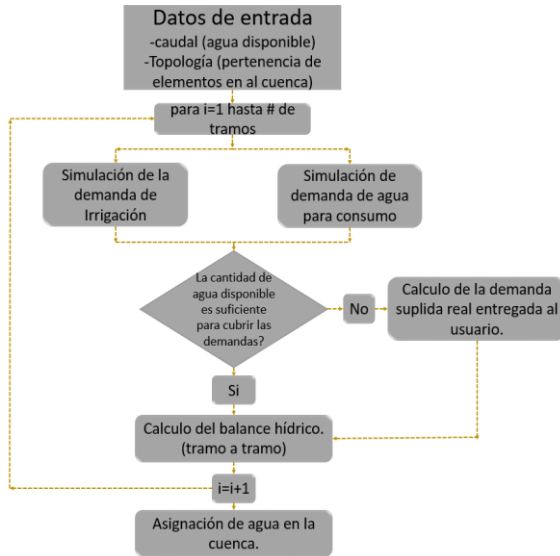 Datos de entrada
-caudal (agua disponible)
-Topología (pertenencia de
elementos en al cuenca)
para i=1 hasta # de
tramos
Simulación de la
demanda de
Irrigación
Simulación de
demanda de agua
para consumo
La cantidad de
agua disponible
es suficiente
para cubrir las
demandas?
No
Calculo de la demanda
suplida real entregada al
usuario.
Si
Calculo del balance hídrico.
(tramo a tramo)
i=i+1
Asignación de agua en la
cuenca.